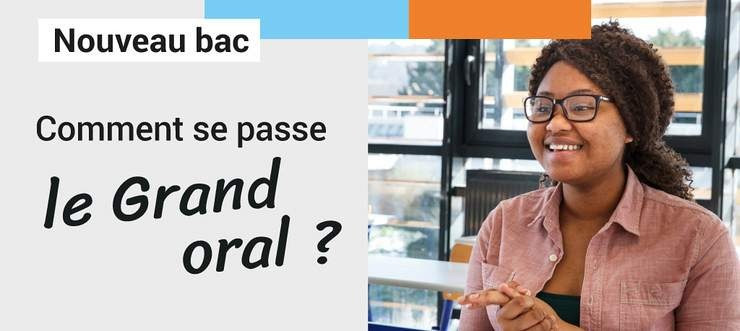 Nouveau bac
Comment se passe
le Grand
oral ?